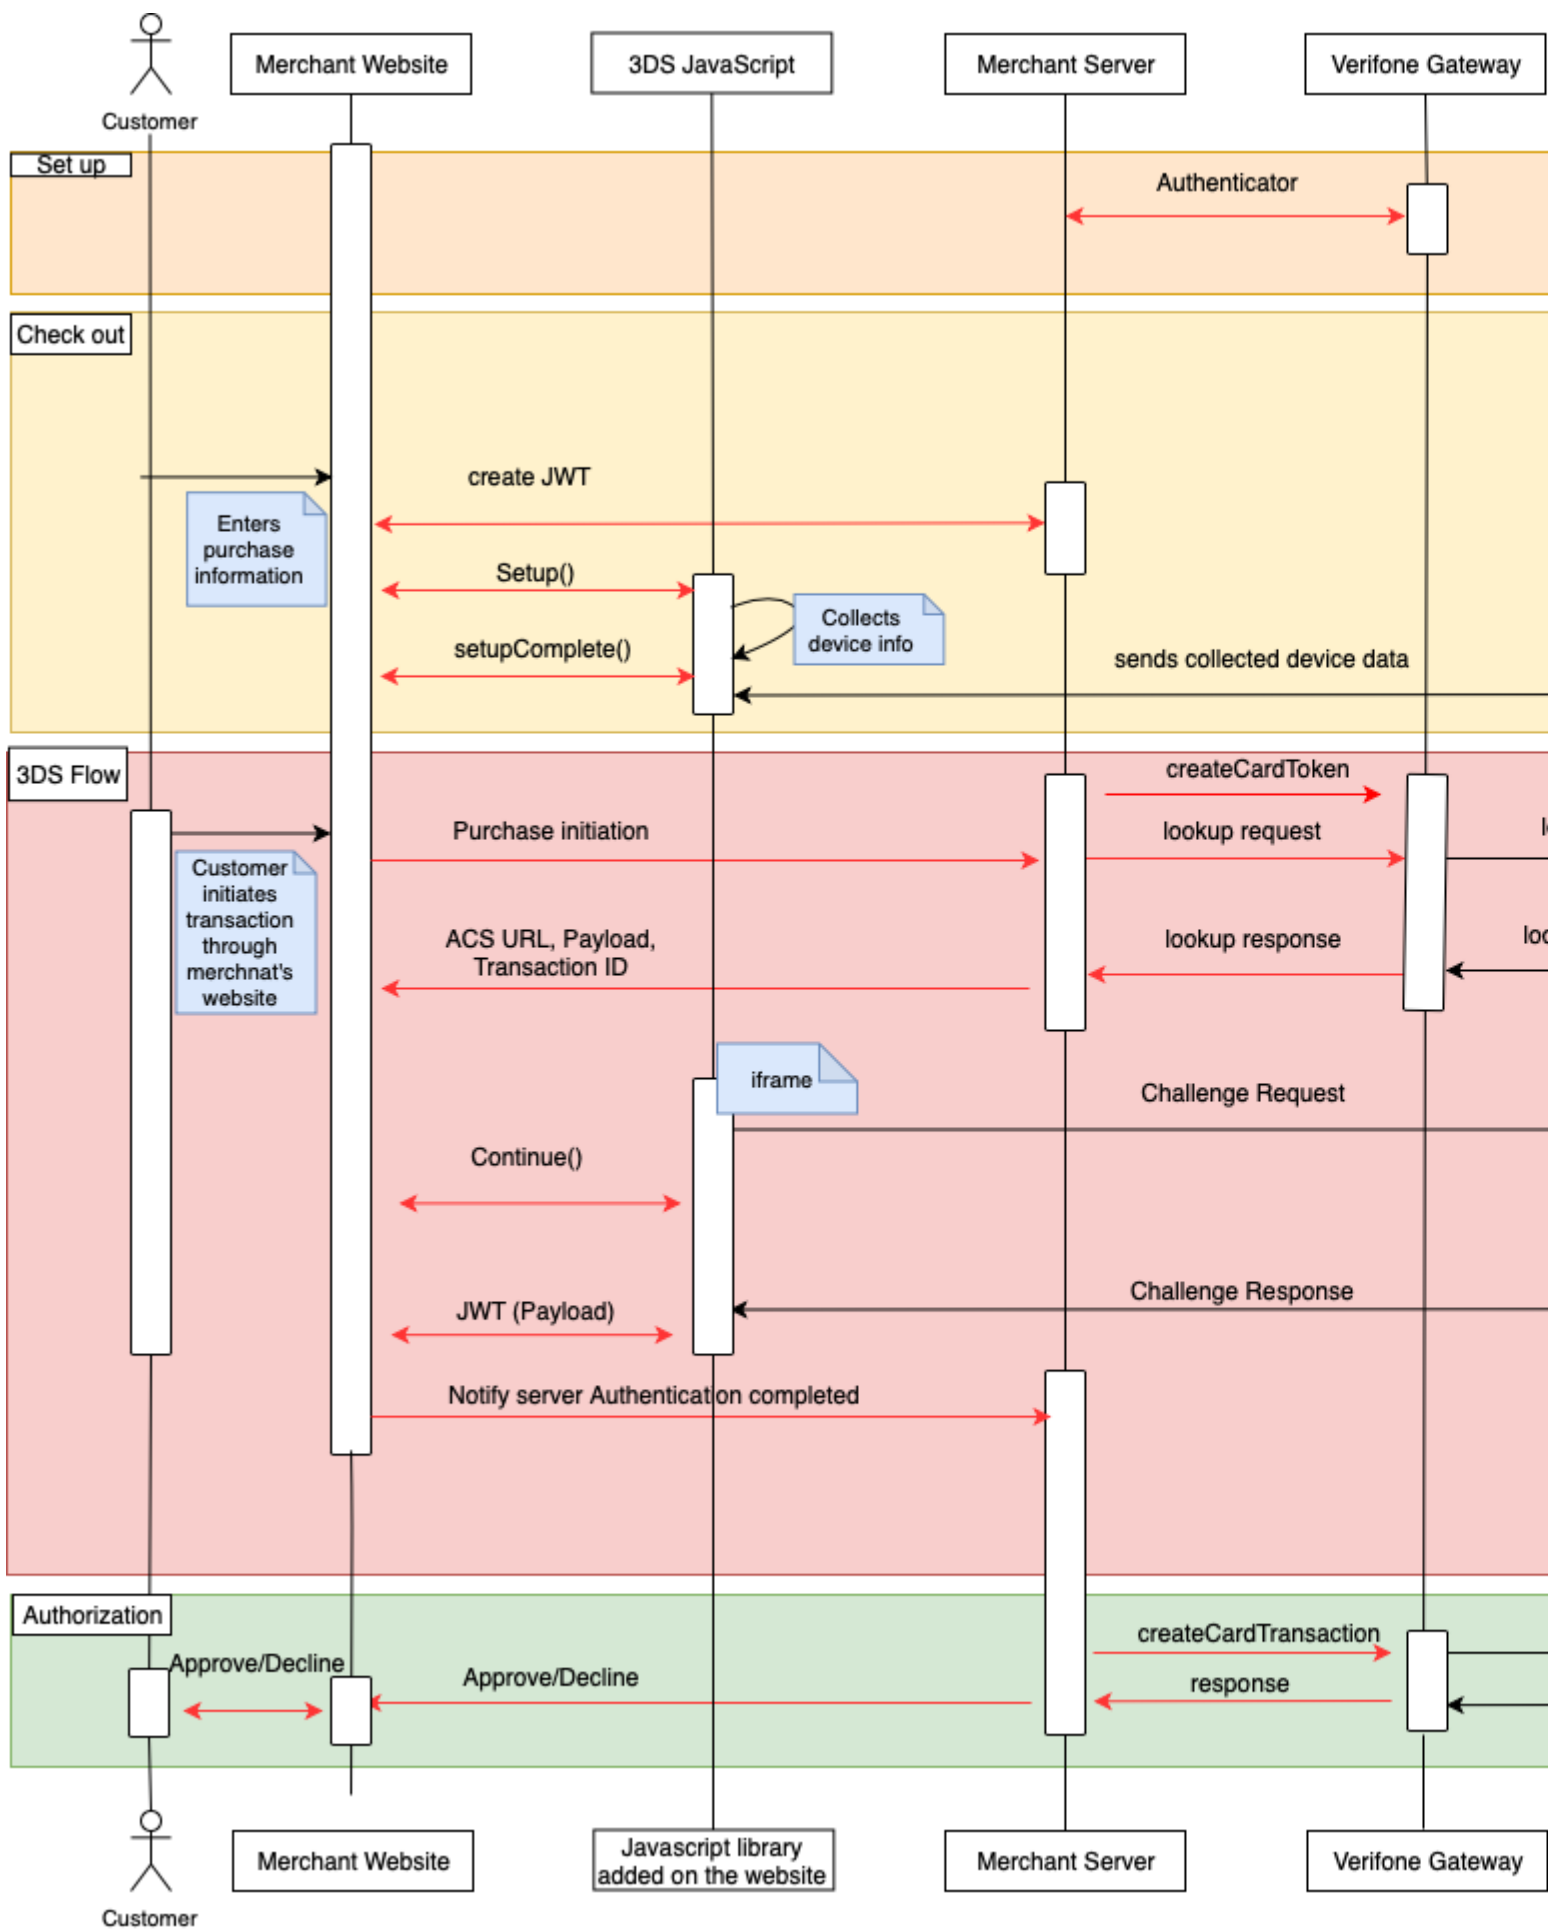 Customer
Merchant Website
3DS JavaScript
Merchant Server
Verifone Gateway
Set up
Authenticator
Check out
create JWT
Enters
purchase
information
Setup()
Collects
device info
setupComplete()
sends collected device data
3DS Flow
createCardToken
Purchase initiation
lookup request
Customer
initiates
transaction
through
merchnat's
website
ACS URL, Payload,
Transaction ID
lookup response
iframe
Challenge Request
Continue()
Challenge Response
JWT (Payload)
Notify server Authentication completed
Authorization
createCardTransaction
Approve/Decline
Approve/Decline
response
Merchant Website
Javascript library
added on the website
Merchant Server
Verifone Gateway
Customer